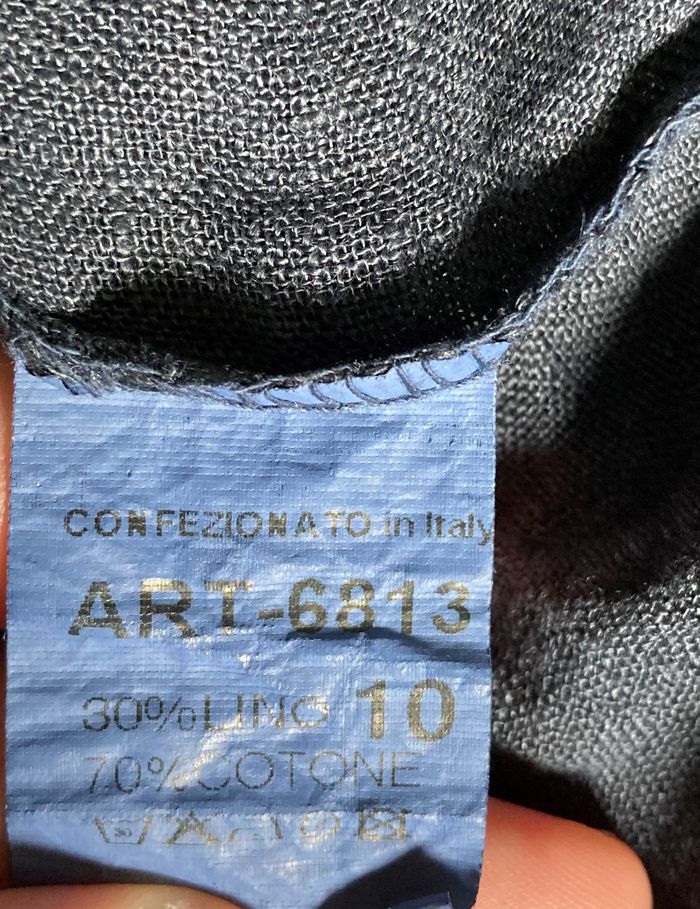 CONFEZIONATO in Italy
ART-6813
30%LINO 10
70%COTONE